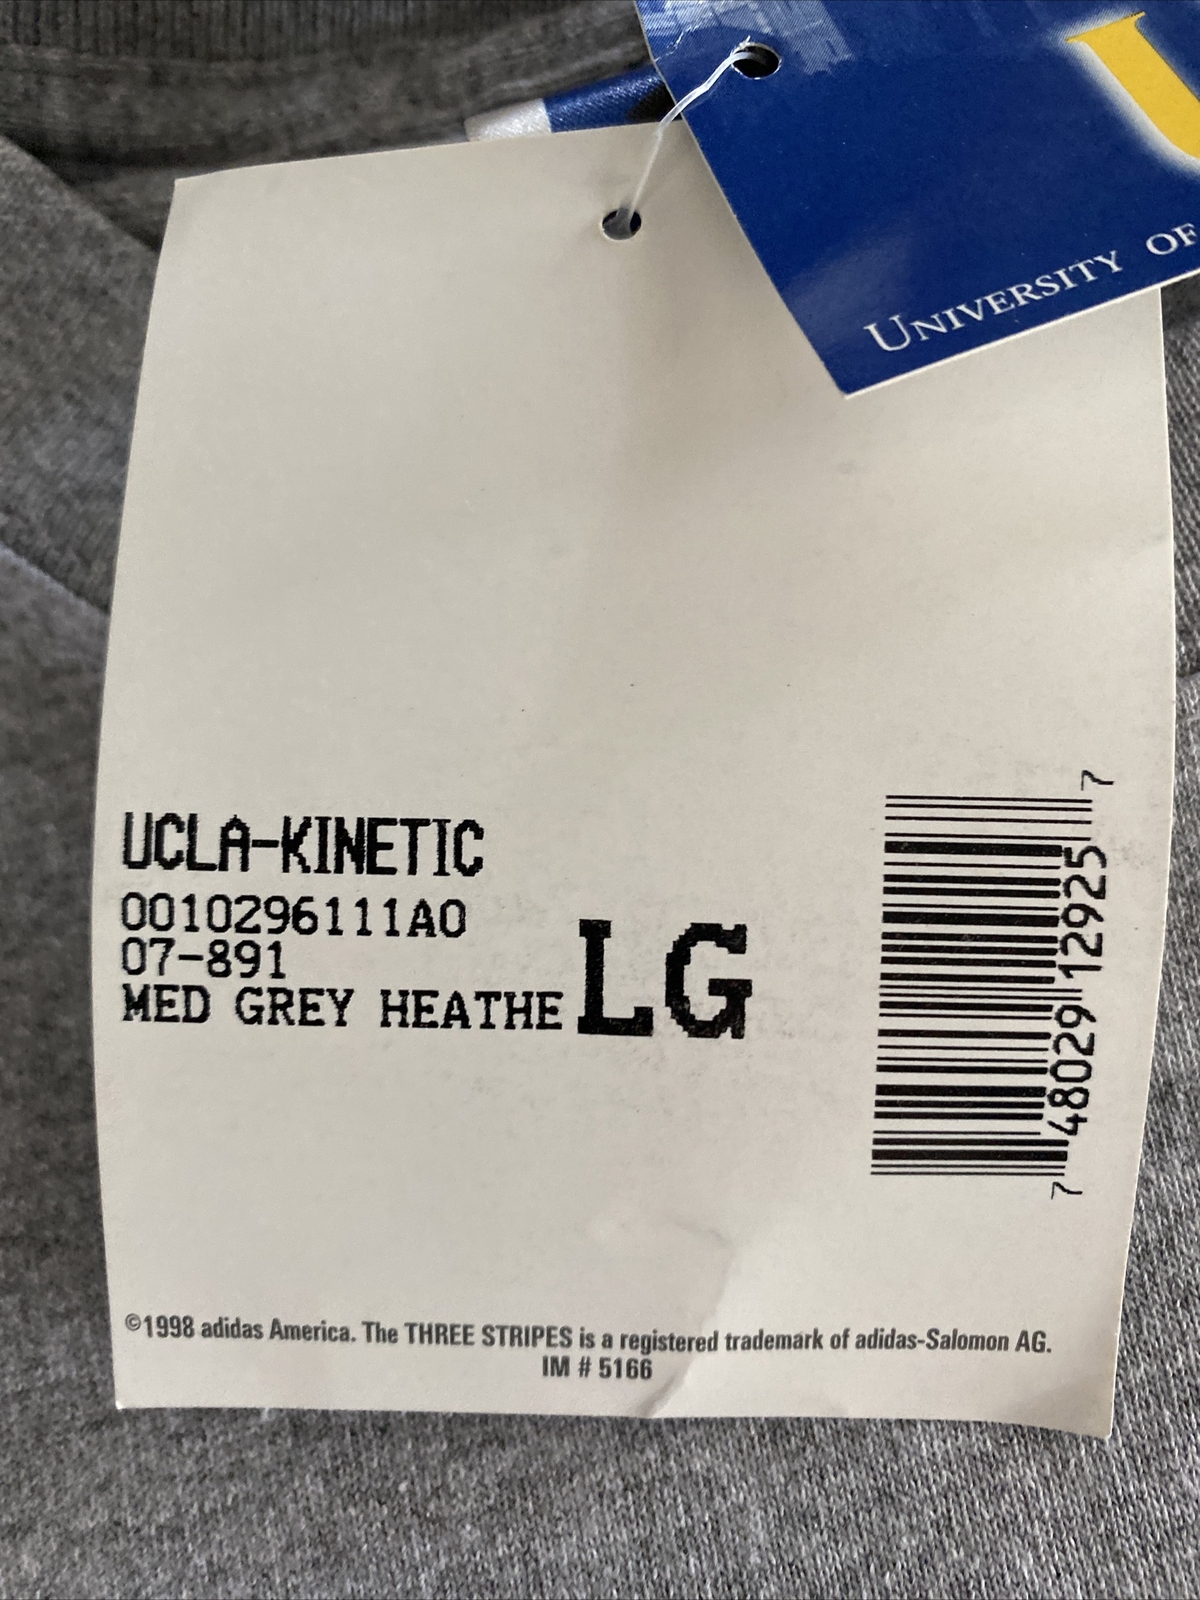 UNIVERSITY OF
UCLA-KINETIC
0010296111A0
07-891
MED GREY HEATHE LG
7 48029 12925 7
©1998 adidas America. The THREE STRIPES is a registered trademark of adidas-Salomon AG.
IM # 5166